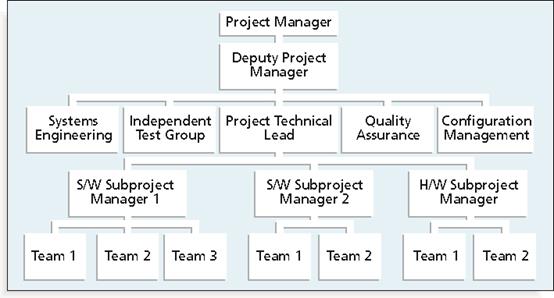 Project Manager
Deputy Project
Manager
Systems
Engineering
Independent
Test Group
Project Technical
Lead
Quality
Assurance
Configuration
Management
S/W Subproject
Manager 1
S/W Subproject
Manager 2
H/W Subproject
Manager
Team 1
Team 2
Team 3
Team 1
Team 2
Team 1
Team 2